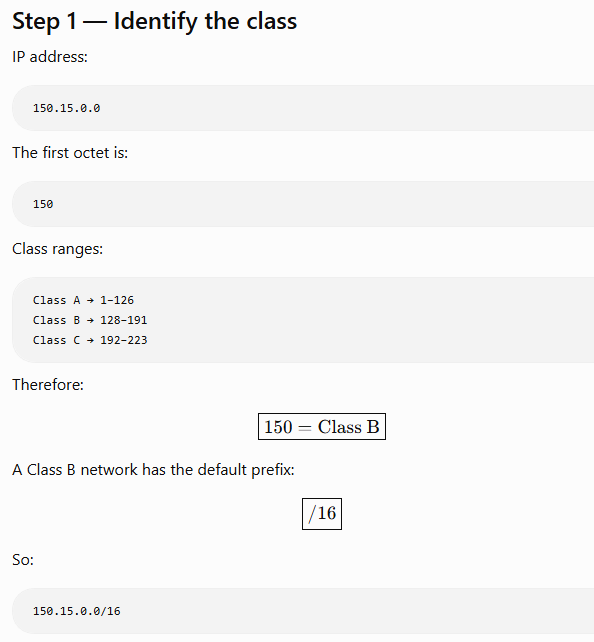 Step 1 — Identify the class
IP address:
150.15.0.0
The first octet is:
150
Class ranges:
Class A → 1–126
Class B → 128–191
Class C → 192–223
Therefore:
150 = Class B
A Class B network has the default prefix:
/16
So:
150.15.0.0/16